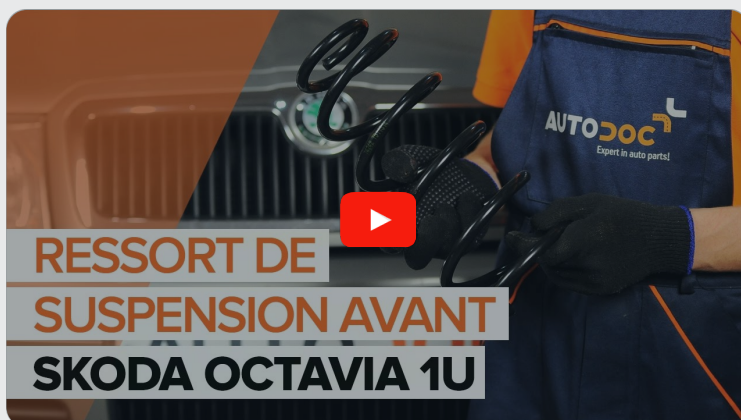 AUTODOC
Expert in auto parts!
RESSORT DE
SUSPENSION AVANT
SKODA OCTAVIA 1U